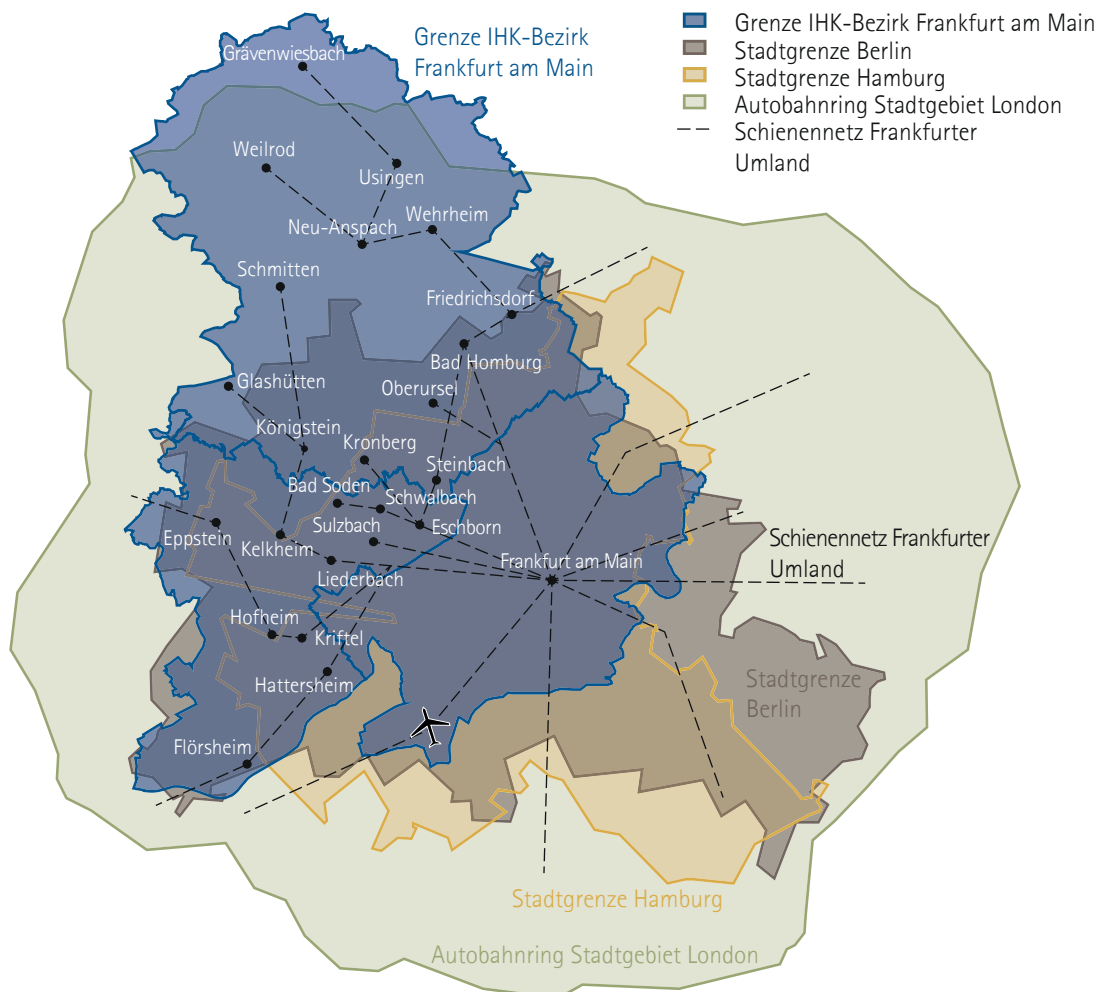 Grenze IHK-Bezirk
Frankfurt am Main
Grenze IHK-Bezirk Frankfurt am Main
Stadtgrenze Berlin
Stadtgrenze Hamburg
Autobahnring Stadtgebiet London
Schienennetz Frankfurter
Umland
Grävenwiesbach
Weilrod
Usingen
Wehrheim
Neu-Anspach
Schmitten
Friedrichsdorf
Bad Homburg
Glashütten
Oberursel
Königstein
Kronberg
Steinbach
Bad Soden
Schwalbach
Sulzbach
Eschborn
Eppstein
Kelkheim
Liederbach
Frankfurt am Main
Schienennetz Frankfurter
Umland
Hofheim
Kriftel
Hattersheim
Stadtgrenze
Berlin
Flörsheim
Stadtgrenze Hamburg
Autobahnring Stadtgebiet London